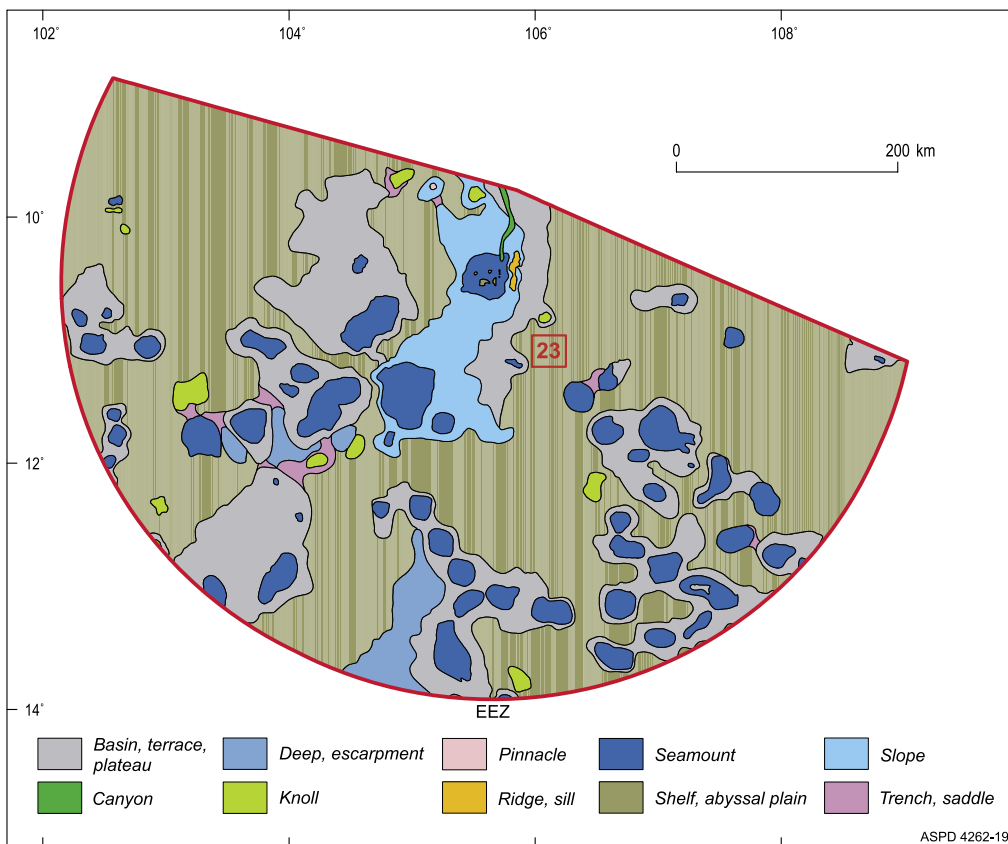 102° 104° 106° 108°
0 200 km
10°
23
12°
14°
EEZ
Basin, terrace, plateau
Deep, escarpment
Pinnacle
Seamount
Slope
Canyon
Knoll
Ridge, sill
Shelf, abyssal plain
Trench, saddle
ASPD 4262-19